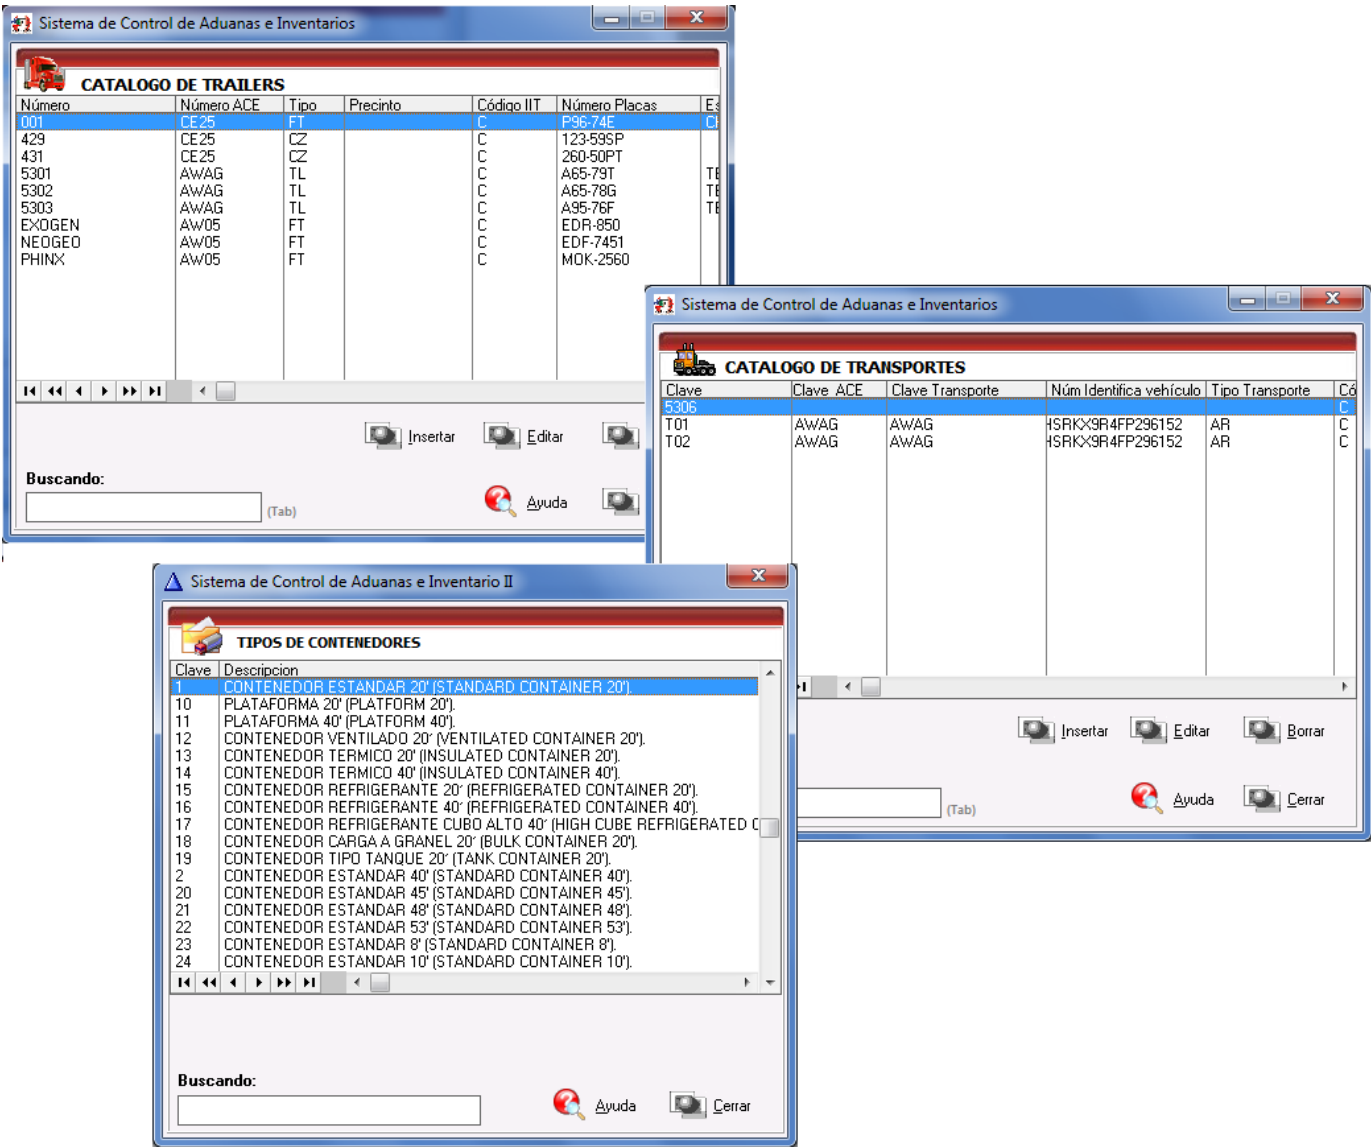 Sistema de Control de Aduanas e Inventarios
CATALOGO DE TRAILERS
Número Número ACE Tipo Precinto Código IIT Número Placas
001 CE25 FT C P96-74E
429 CE25 CZ C 123-59SP
431 CE25 CZ C 260-50PT
5301 AWAG TL C A65-79T
5302 AWAG TL C A65-78G
5303 AWAG TL C A95-76F
EXOGEN AW05 FT C EDR-850
NEOGEO AW05 FT C EDF-7451
PHINX AW05 FT C MOK-2560
Insertar Editar
Buscando:
(Tab)
Ayuda
Sistema de Control de Aduanas e Inventarios
CATALOGO DE TRANSPORTES
Clave Clave ACE Clave Transporte Núm Identifica vehículo Tipo Transporte Có
5306 C
T01 AWAG AWAG HSRKX9R4FP296152 AR C
T02 AWAG AWAG HSRKX9R4FP296152 AR C
Insertar Editar Borrar
(Tab)
Ayuda Cerrar
Sistema de Control de Aduanas e Inventario II
TIPOS DE CONTENEDORES
Clave Descripcion
1 CONTENEDOR ESTANDAR 20' (STANDARD CONTAINER 20').
10 PLATAFORMA 20' (PLATFORM 20').
11 PLATAFORMA 40' (PLATFORM 40').
12 CONTENEDOR VENTILADO 20´ (VENTILATED CONTAINER 20').
13 CONTENEDOR TERMICO 20' (INSULATED CONTAINER 20').
14 CONTENEDOR TERMICO 40' (INSULATED CONTAINER 40').
15 CONTENEDOR REFRIGERANTE 20´ (REFRIGERATED CONTAINER 20').
16 CONTENEDOR REFRIGERANTE 40´ (REFRIGERATED CONTAINER 40').
17 CONTENEDOR REFRIGERANTE CUBO ALTO 40´ (HIGH CUBE REFRIGERATED C
18 CONTENEDOR CARGA A GRANEL 20´ (BULK CONTAINER 20').
19 CONTENEDOR TIPO TANQUE 20´ (TANK CONTAINER 20').
2 CONTENEDOR ESTANDAR 40' (STANDARD CONTAINER 40').
20 CONTENEDOR ESTANDAR 45' (STANDARD CONTAINER 45').
21 CONTENEDOR ESTANDAR 48' (STANDARD CONTAINER 48').
22 CONTENEDOR ESTANDAR 53' (STANDARD CONTAINER 53').
23 CONTENEDOR ESTANDAR 8' (STANDARD CONTAINER 8').
24 CONTENEDOR ESTANDAR 10' (STANDARD CONTAINER 10').
Buscando:
Ayuda Cerrar